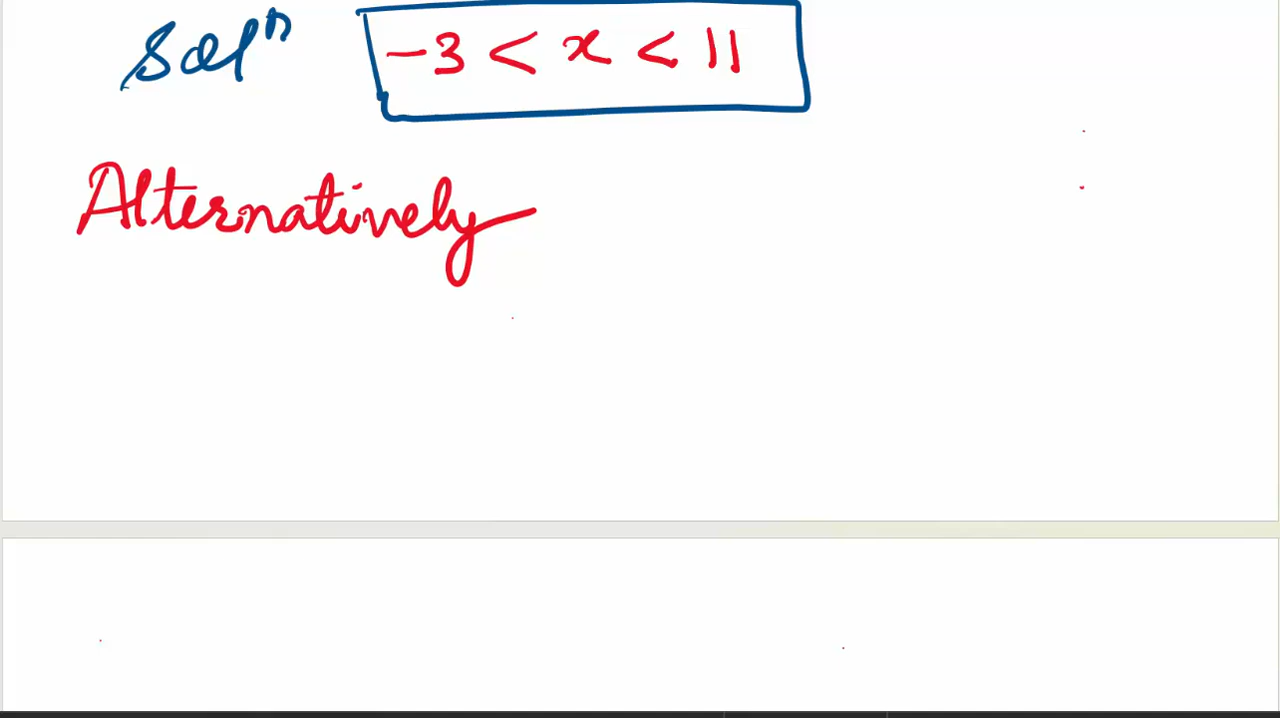 Solⁿ -3 < x < 11
Alternatively